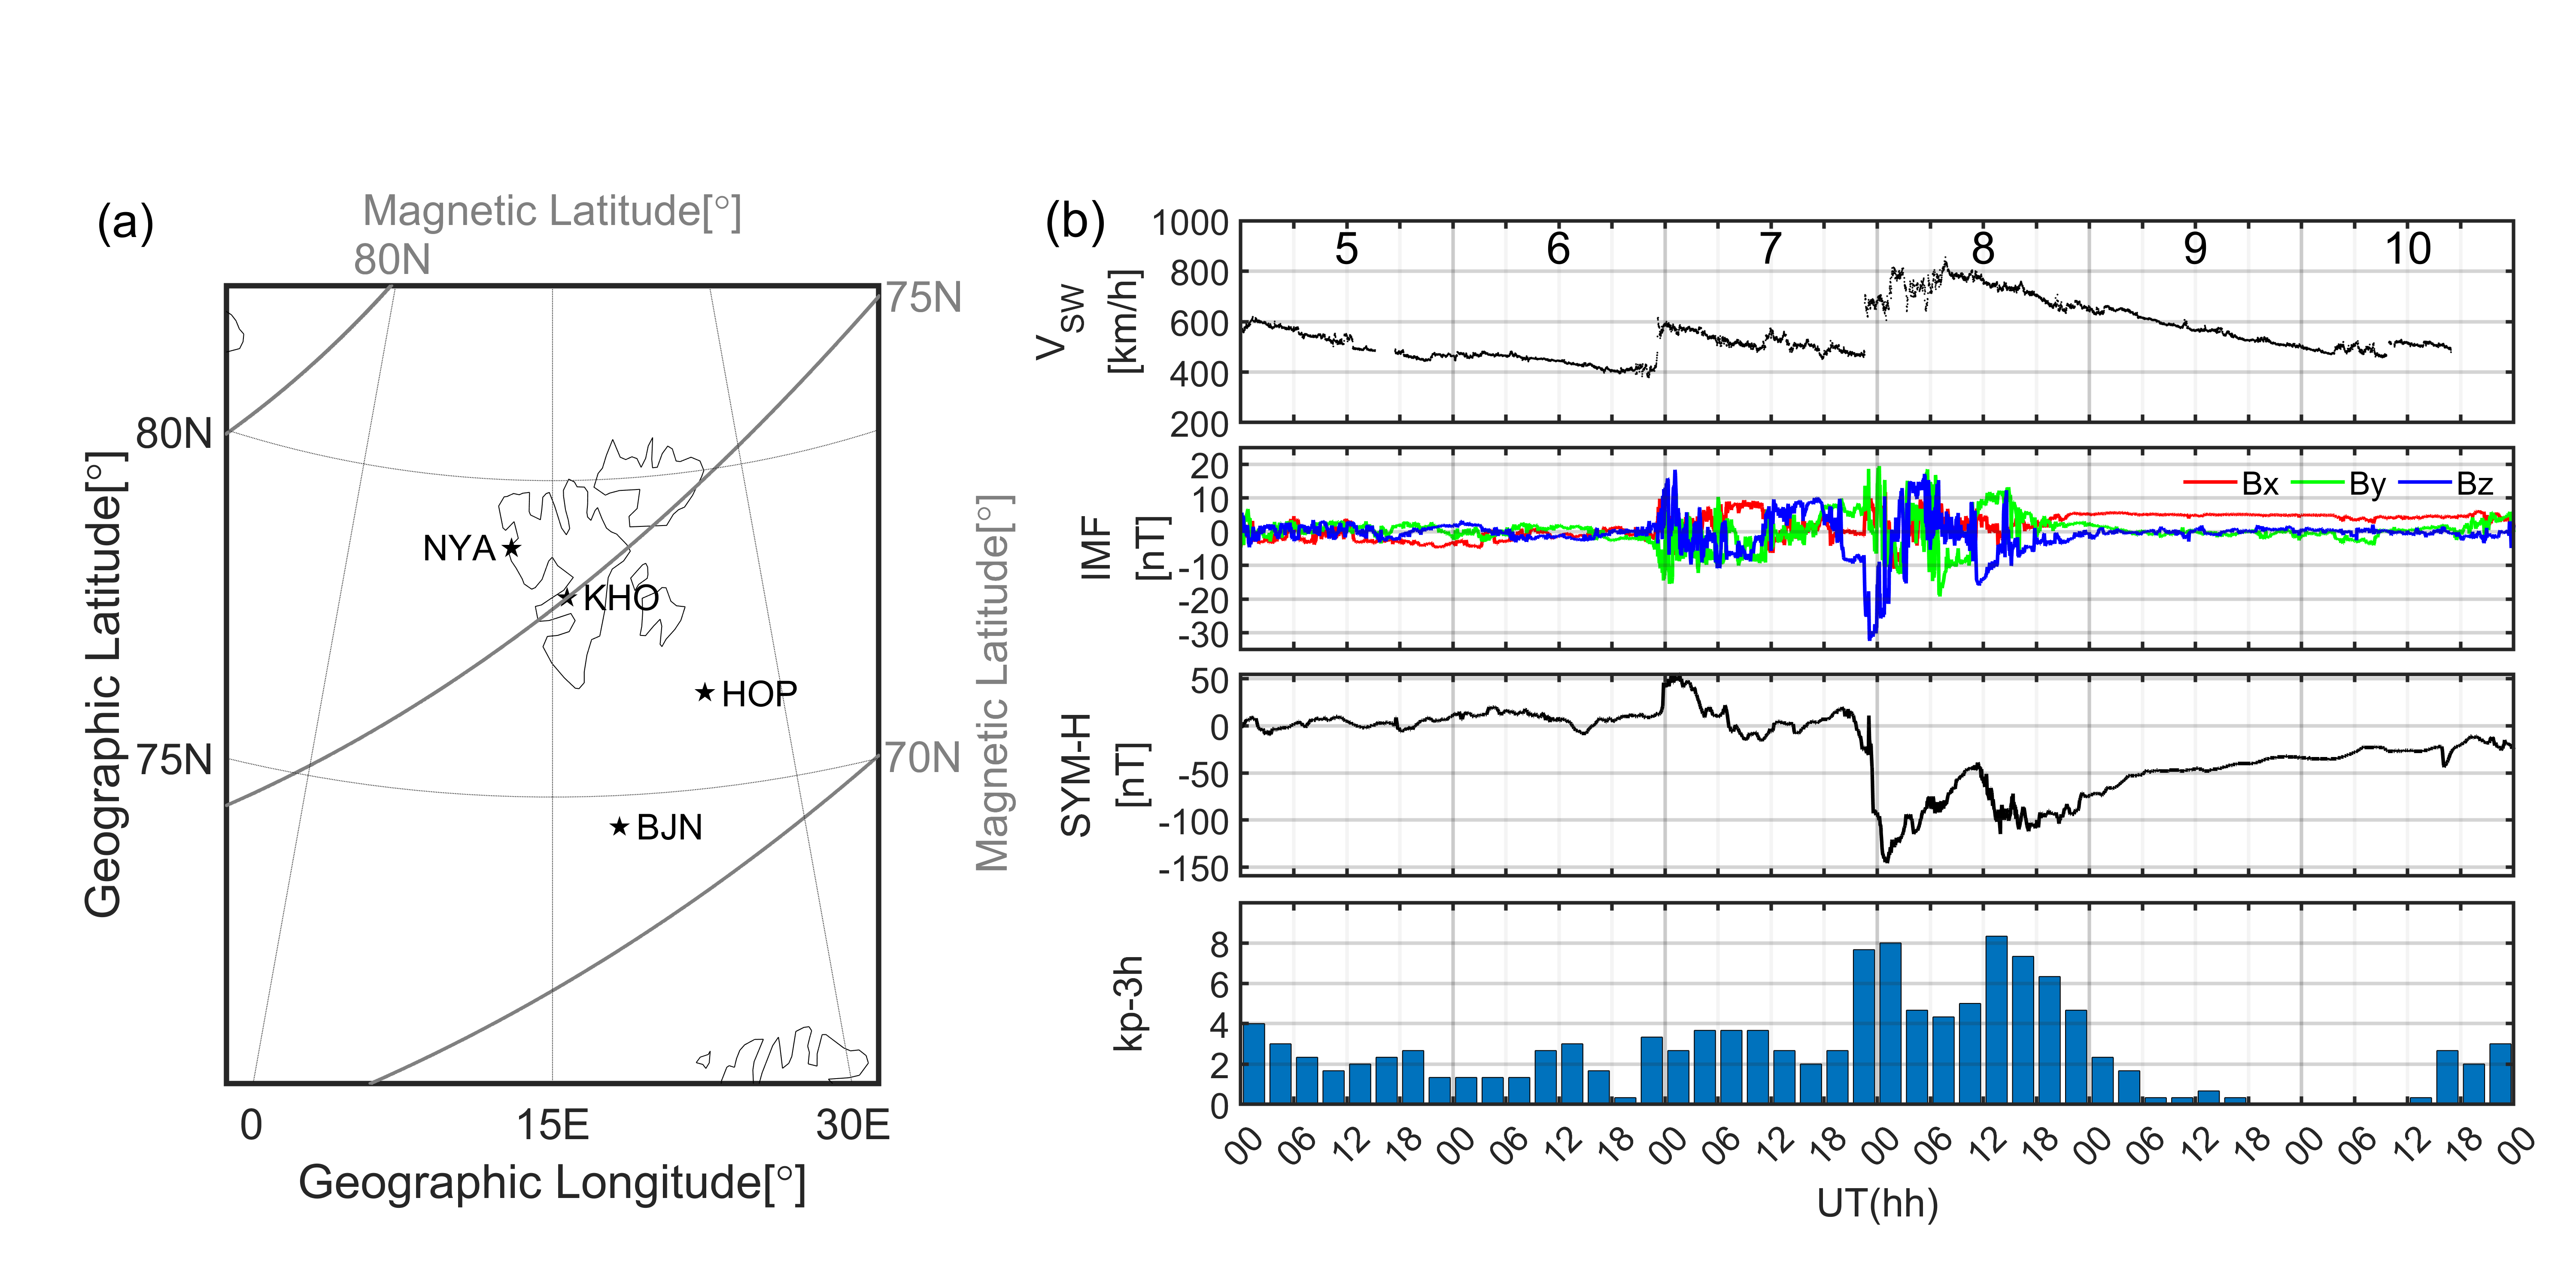 (a)
Magnetic Latitude[°]
80N
75N
80N
NYA
KHO
HOP
75N
70N
BJN
0 15E 30E
Geographic Longitude[°]
Geographic Latitude[°]
Magnetic Latitude[°]
(b)
5 6 7 8 9 10
1000
800
600
400
200
V_SW
[km/h]
20
10
0
-10
-20
-30
IMF
[nT]
Bx By Bz
50
0
-50
-100
-150
SYM-H
[nT]
8
6
4
2
0
kp-3h
00 06 12 18 00 06 12 18 00 06 12 18 00 06 12 18 00 06 12 18 00 06 12 18 00
UT(hh)